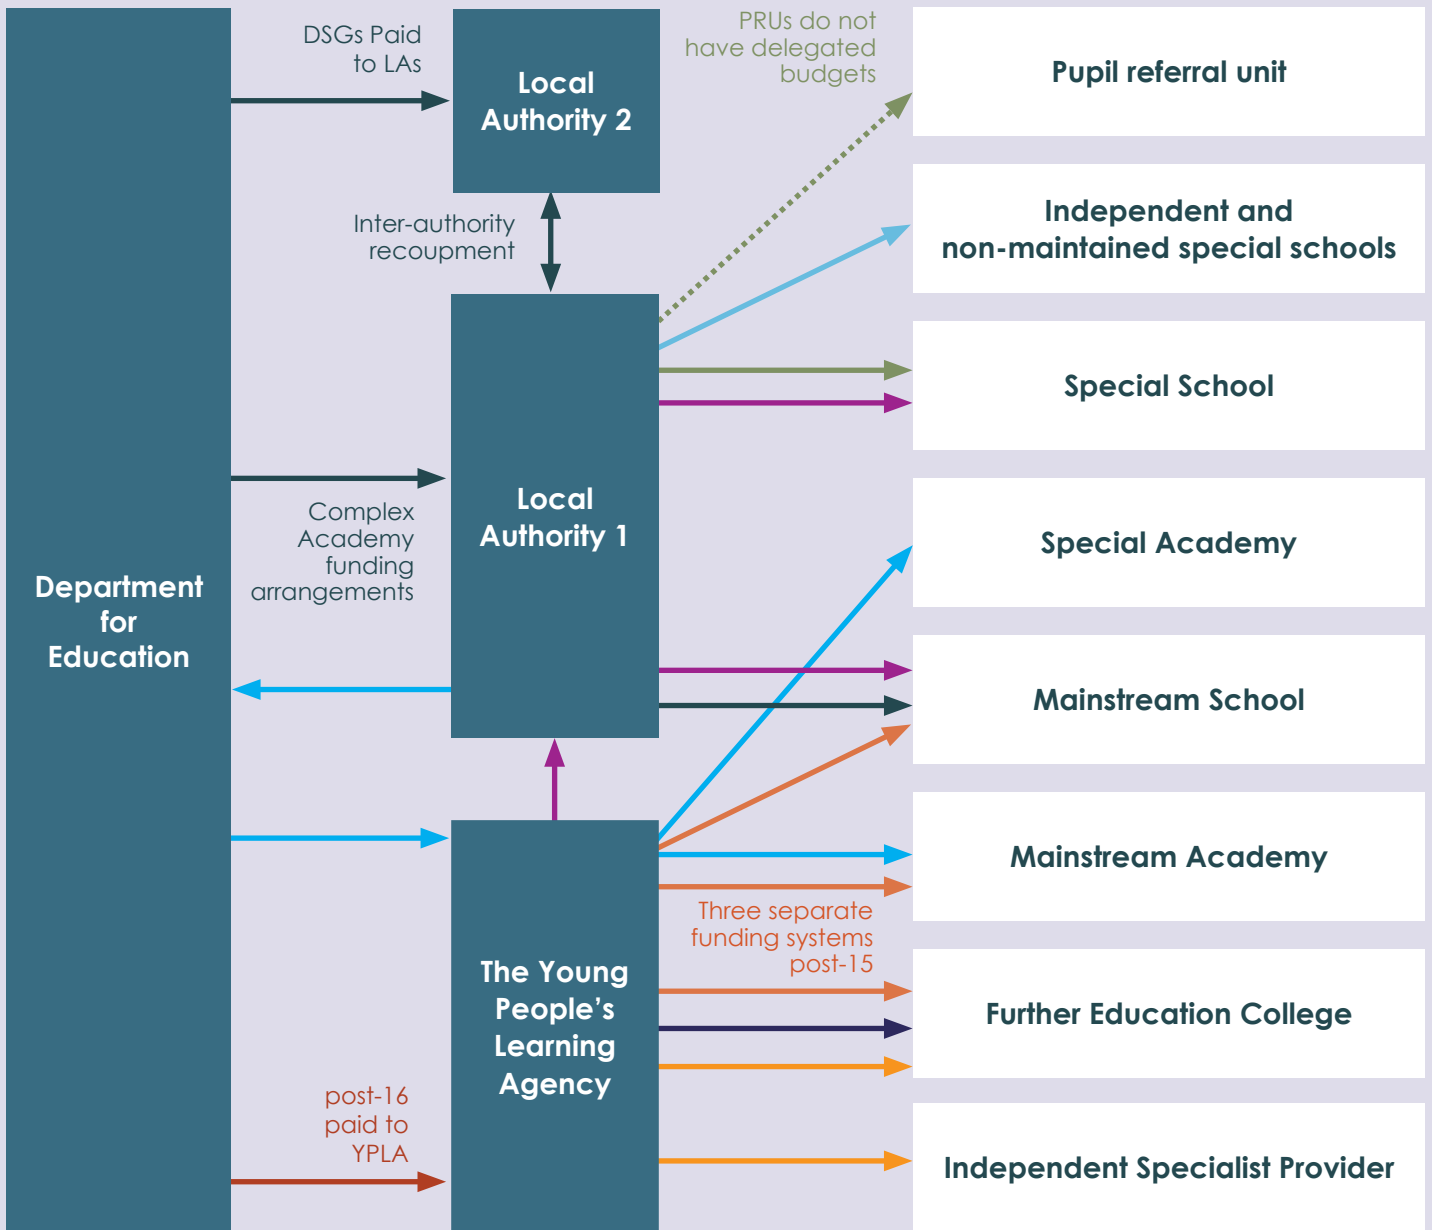 Department
for
Education
DSGs Paid
to LAs
Local
Authority 2
Inter-authority
recoupment
Local
Authority 1
Complex
Academy
funding
arrangements
The Young
People’s
Learning
Agency
post-16
paid to
YPLA
PRUs do not
have delegated
budgets
Three separate
funding systems
post-15
Pupil referral unit
Independent and
non-maintained special schools
Special School
Special Academy
Mainstream School
Mainstream Academy
Further Education College
Independent Specialist Provider